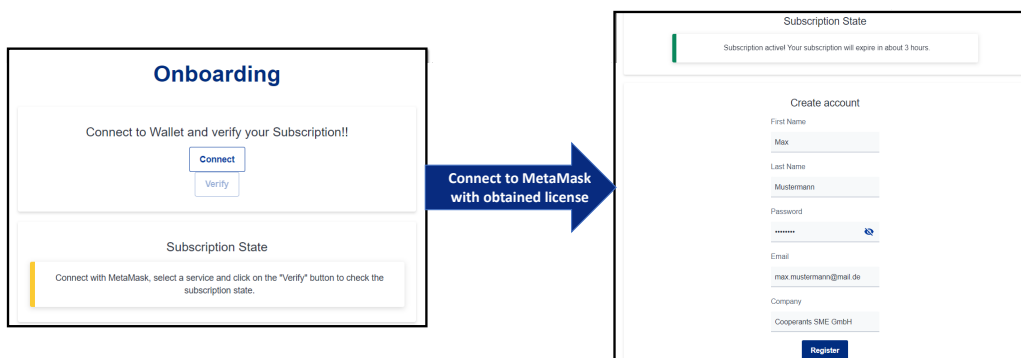 Onboarding
Connect to Wallet and verify your Subscription!!
Connect
Verify
Subscription State
Connect with MetaMask, select a service and click on the "Verify" button to check the
subscription state.
Connect to MetaMask
with obtained license
Subscription State
Subscription active! Your subscription will expire in about 3 hours.
Create account
First Name
Max
Last Name
Mustermann
Password
••••••••
Email
max.mustermann@mail.de
Company
Cooperants SME GmbH
Register